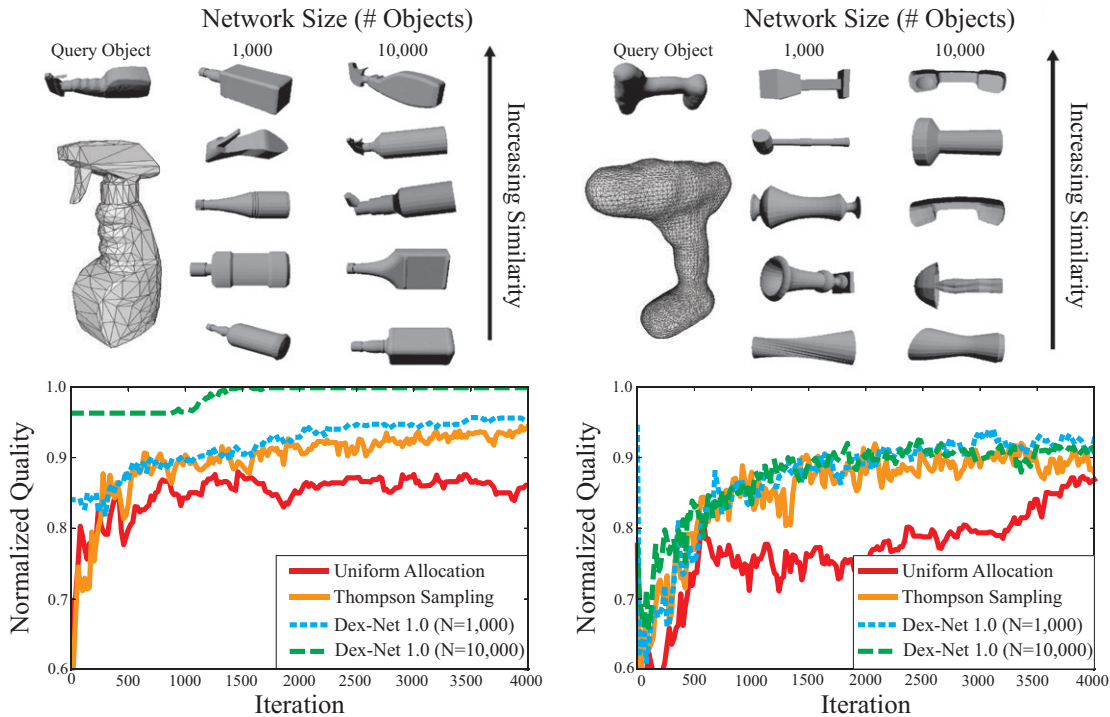 Network Size (# Objects)
Query Object 1,000 10,000
Increasing Similarity
Network Size (# Objects)
Query Object 1,000 10,000
Increasing Similarity
Normalized Quality
1.0
0.9
0.8
0.7
0.6
Uniform Allocation
Thompson Sampling
Dex-Net 1.0 (N=1,000)
Dex-Net 1.0 (N=10,000)
0 500 1000 1500 2000 2500 3000 3500 4000
Iteration
Normalized Quality
1.0
0.9
0.8
0.7
0.6
Uniform Allocation
Thompson Sampling
Dex-Net 1.0 (N=1,000)
Dex-Net 1.0 (N=10,000)
0 500 1000 1500 2000 2500 3000 3500 4000
Iteration